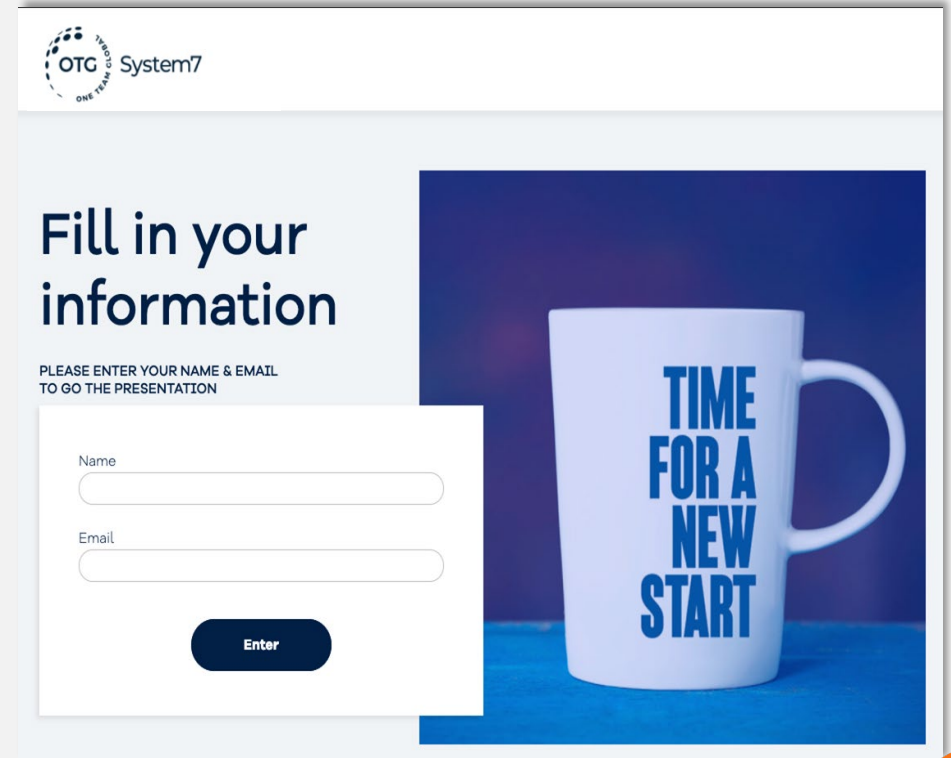 OTG
ONE TEAM GLOBAL
System7
Fill in your
information
PLEASE ENTER YOUR NAME & EMAIL
TO GO THE PRESENTATION
Name
Email
Enter
TIME
FOR A
NEW
START